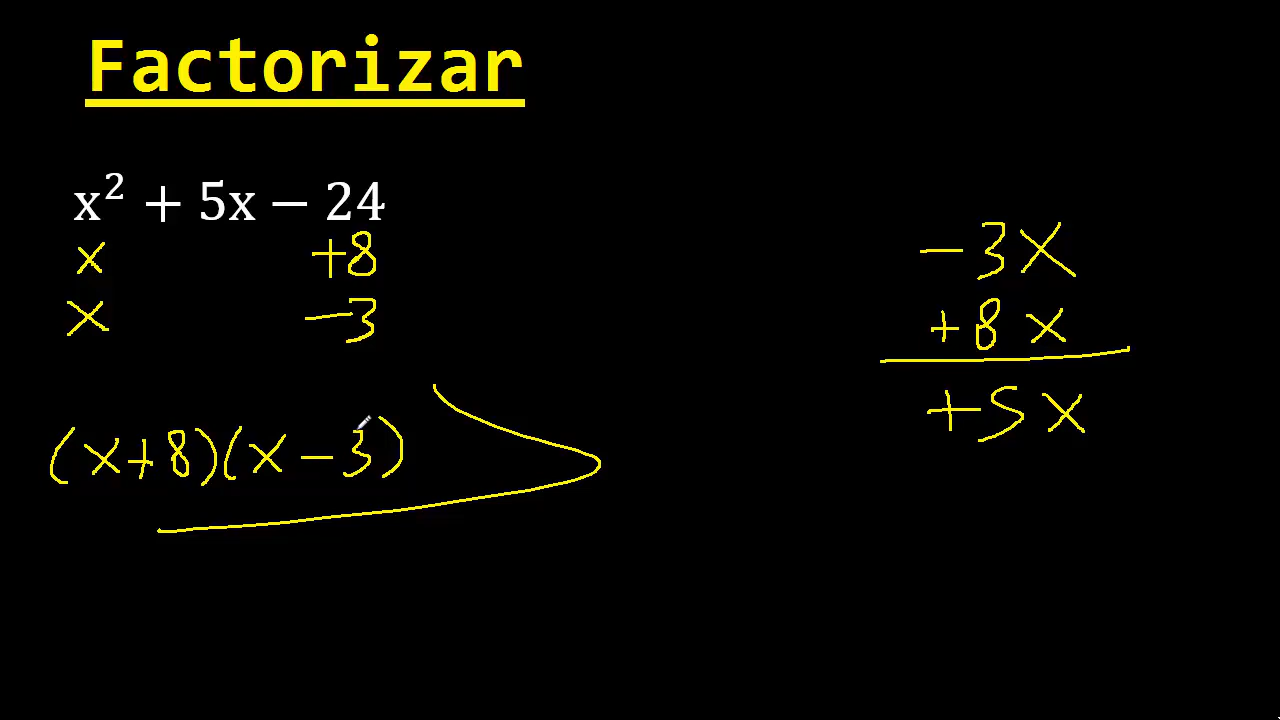 Factorizar
x² + 5x − 24
x +8
x −3
(x+8)(x−3)
−3x
+8x
+5x